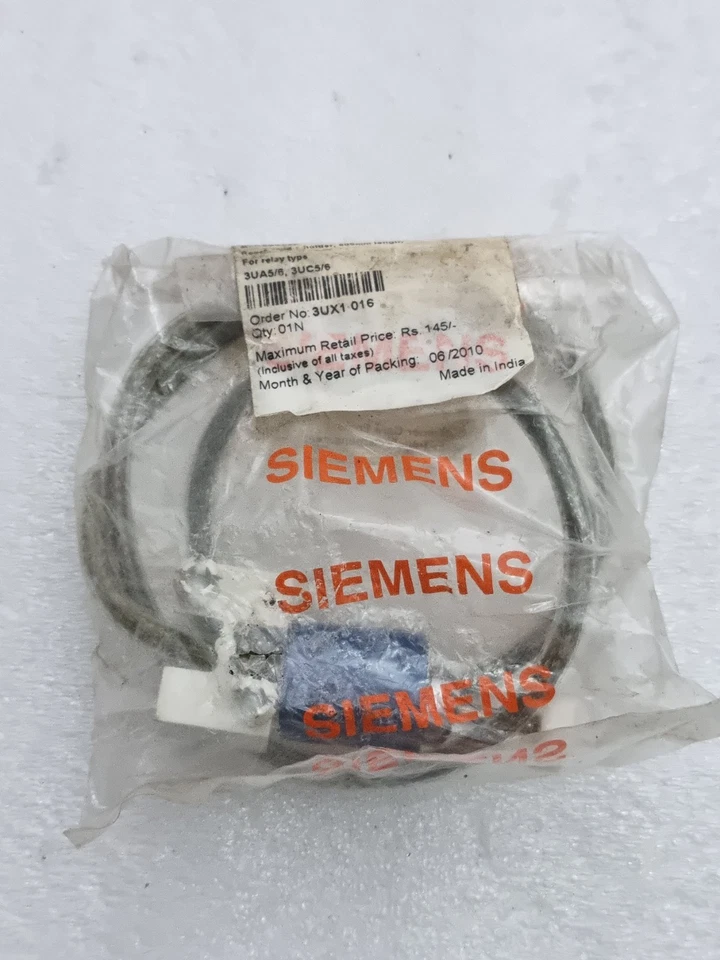 For relay type
3UA5/6, 3UC5/6
Order No: 3UX1 016
Qty: 01N
Maximum Retail Price: Rs. 145/-
(Inclusive of all taxes)
Month & Year of Packing: 06/2010
Made in India
SIEMENS
SIEMENS
SIEMENS